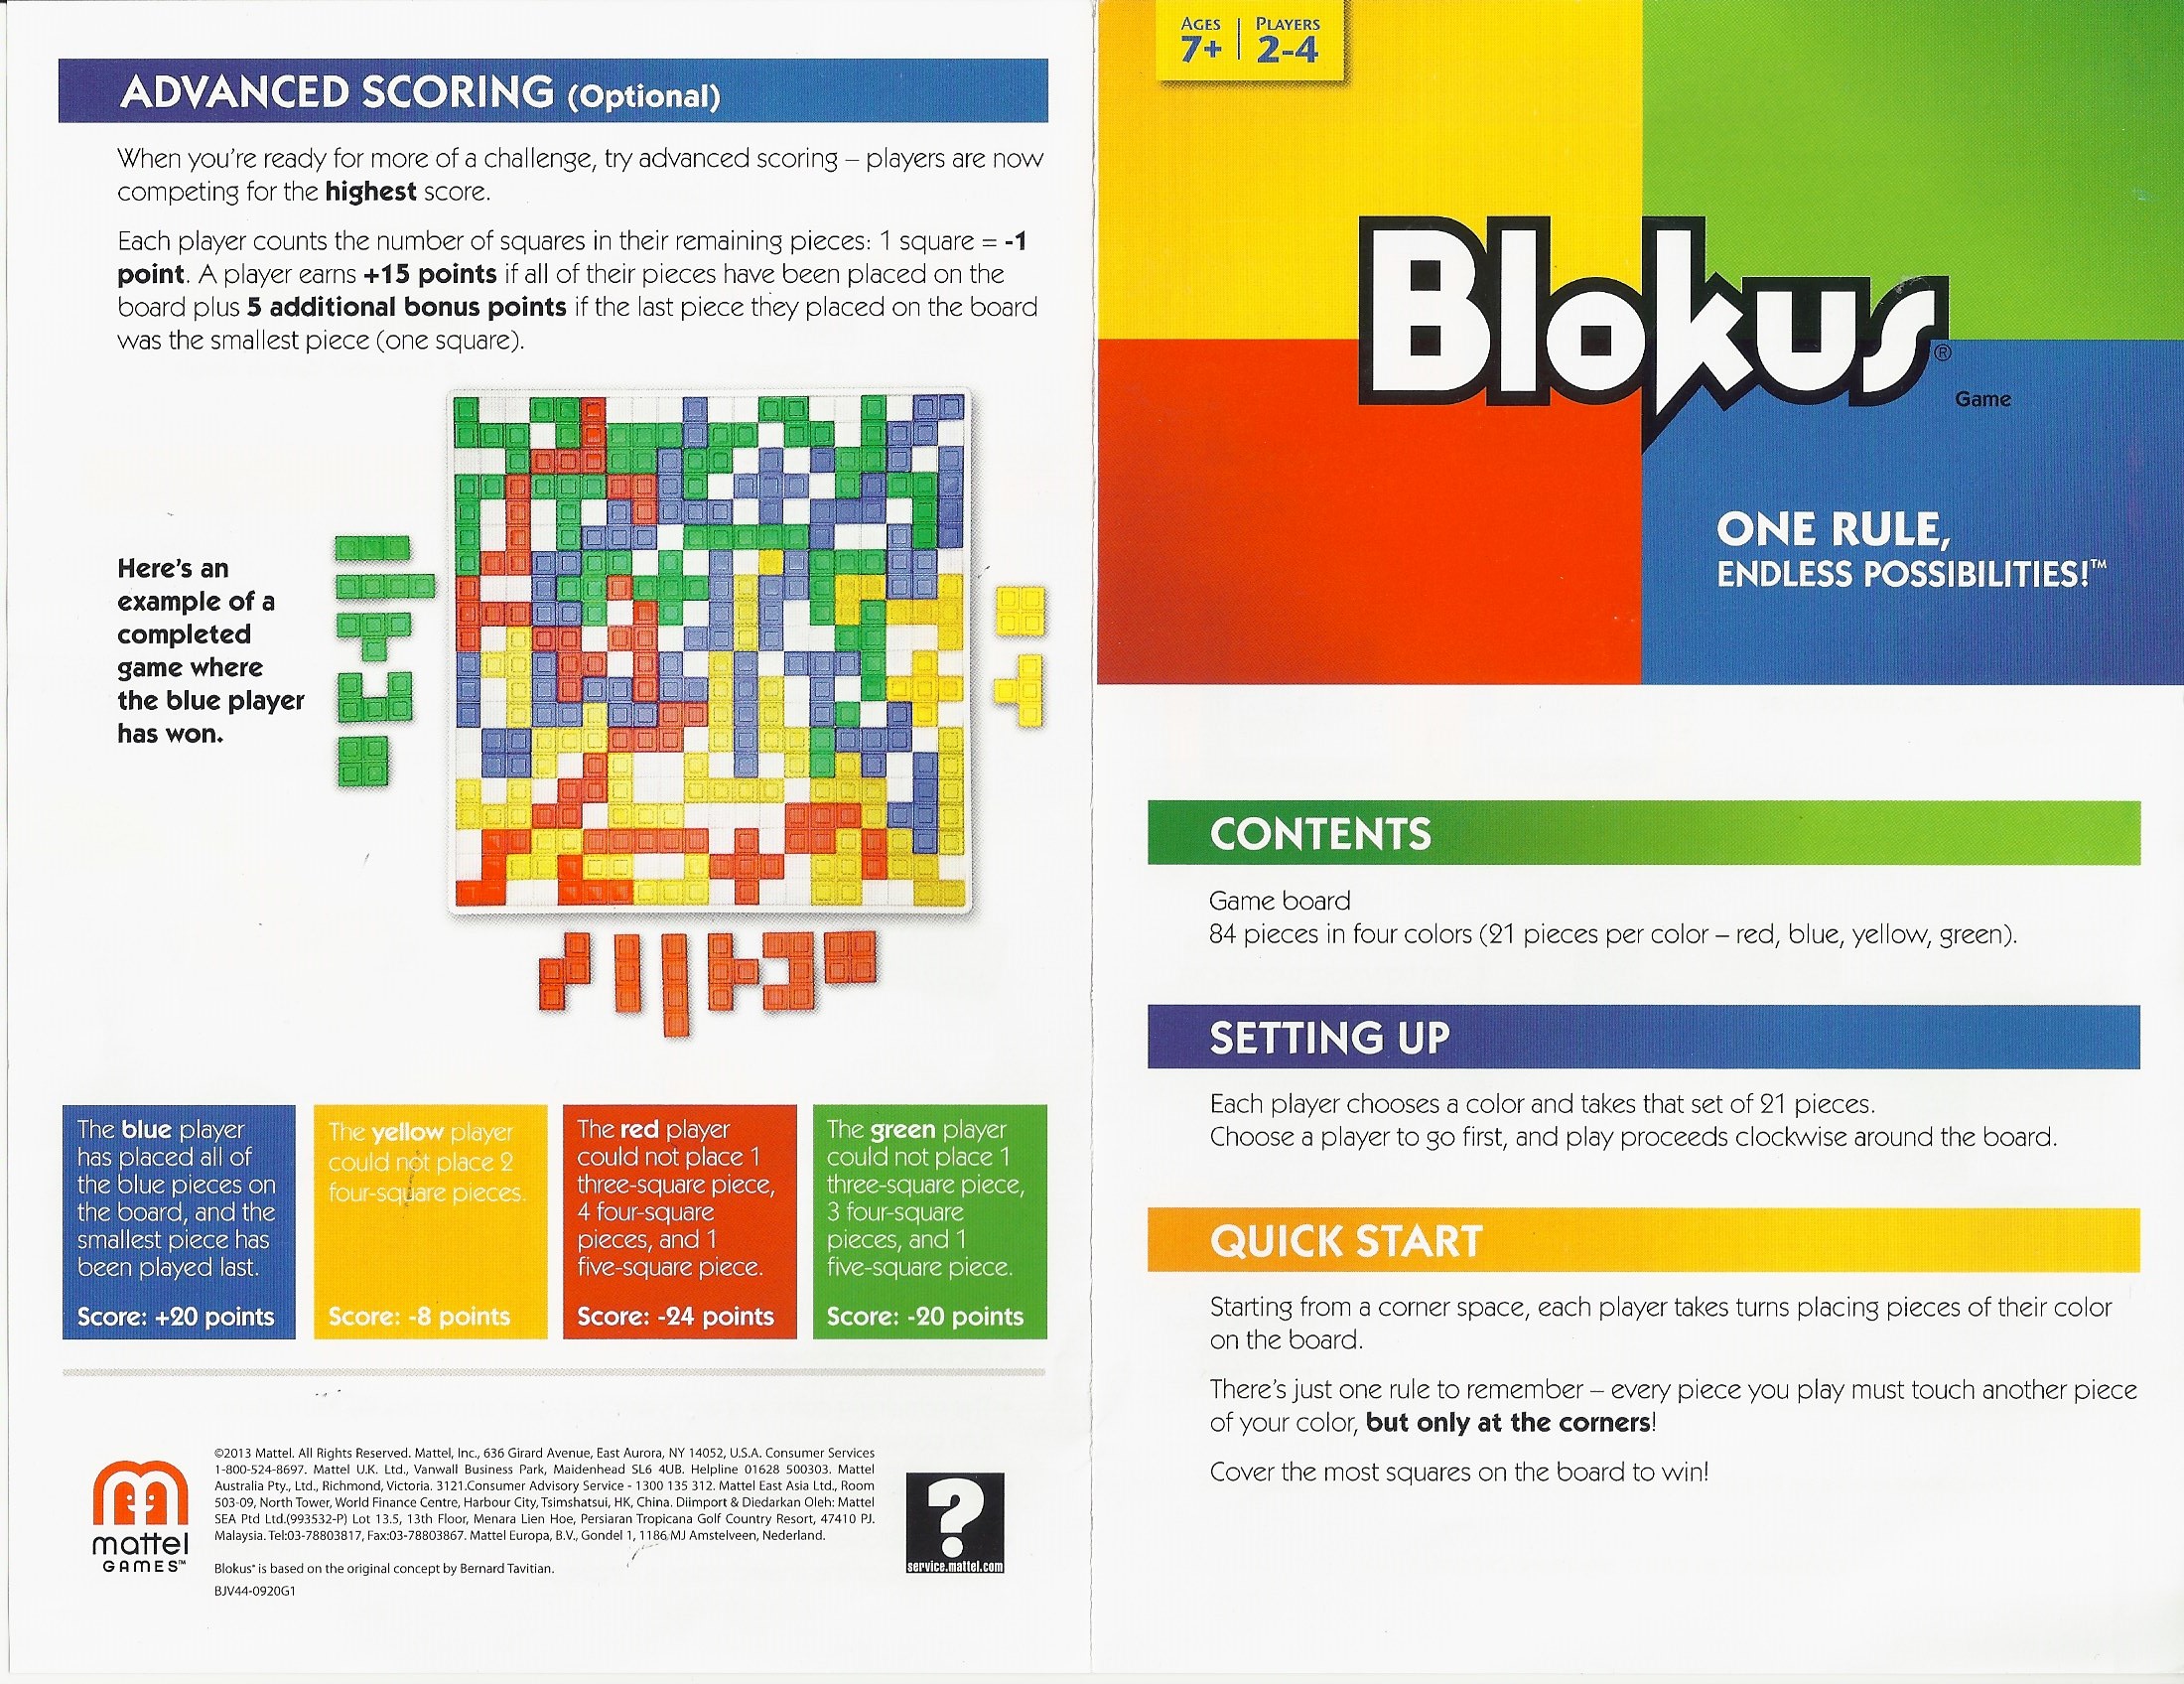 ADVANCED SCORING (Optional)
When you're ready for more of a challenge, try advanced scoring – players are now
competing for the highest score.
Each player counts the number of squares in their remaining pieces: 1 square = -1
point. A player earns +15 points if all of their pieces have been placed on the
board plus 5 additional bonus points if the last piece they placed on the board
was the smallest piece (one square).
Here's an
example of a
completed
game where
the blue player
has won.
The blue player
has placed all of
the blue pieces on
the board, and the
smallest piece has
been played last.
Score: +20 points
The yellow player
could not place 2
four-square pieces.
Score: -8 points
The red player
could not place 1
three-square piece,
4 four-square
pieces, and 1
five-square piece.
Score: -24 points
The green player
could not place 1
three-square piece,
3 four-square
pieces, and 1
five-square piece.
Score: -20 points
mattel
GAMES™
©2013 Mattel. All Rights Reserved. Mattel, Inc., 636 Girard Avenue, East Aurora, NY 14052, U.S.A. Consumer Services
1-800-524-8697. Mattel U.K. Ltd., Vanwall Business Park, Maidenhead SL6 4UB. Helpline 01628 500303. Mattel
Australia Pty., Ltd., Richmond, Victoria. 3121.Consumer Advisory Service - 1300 135 312. Mattel East Asia Ltd., Room
503-09, North Tower, World Finance Centre, Harbour City, Tsimshatsui, HK, China. Diimport & Diedarkan Oleh: Mattel
SEA Ptd Ltd.(993532-P) Lot 13.5, 13th Floor, Menara Lien Hoe, Persiaran Tropicana Golf Country Resort, 47410 PJ.
Malaysia. Tel:03-78803817, Fax:03-78803867. Mattel Europa, B.V., Gondel 1, 1186 MJ Amstelveen, Nederland.
Blokus® is based on the original concept by Bernard Tavitian.
BJV44-0920G1
?
service.mattel.com
AGES
7+
PLAYERS
2-4
Blokus®
Game
ONE RULE,
ENDLESS POSSIBILITIES!™
CONTENTS
Game board
84 pieces in four colors (21 pieces per color – red, blue, yellow, green).
SETTING UP
Each player chooses a color and takes that set of 21 pieces.
Choose a player to go first, and play proceeds clockwise around the board.
QUICK START
Starting from a corner space, each player takes turns placing pieces of their color
on the board.
There's just one rule to remember – every piece you play must touch another piece
of your color, but only at the corners!
Cover the most squares on the board to win!